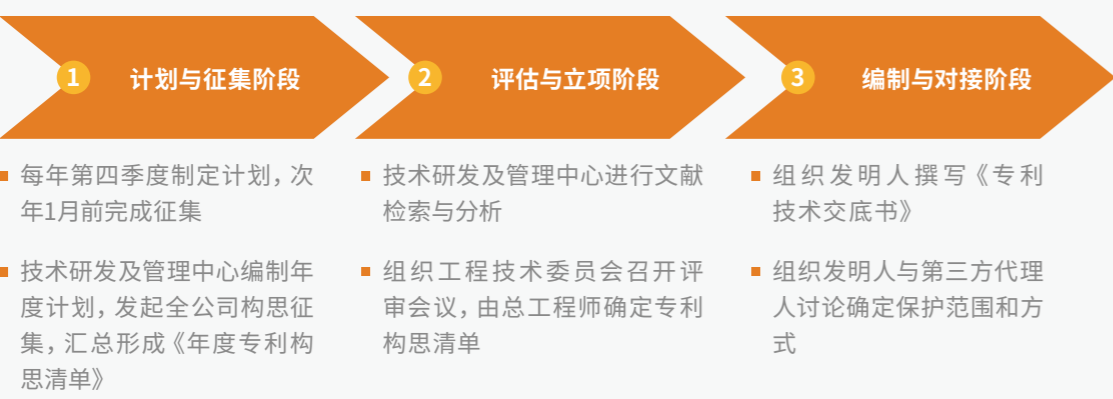 1 计划与征集阶段
每年第四季度制定计划，次
年1月前完成征集
技术研发及管理中心编制年
度计划，发起全公司构思征
集，汇总形成《年度专利构
思清单》
2 评估与立项阶段
技术研发及管理中心进行文献
检索与分析
组织工程技术委员会召开评
审会议，由总工程师确定专利
构思清单
3 编制与对接阶段
组织发明人撰写《专利
技术交底书》
组织发明人与第三方代理
人讨论确定保护范围和方
式